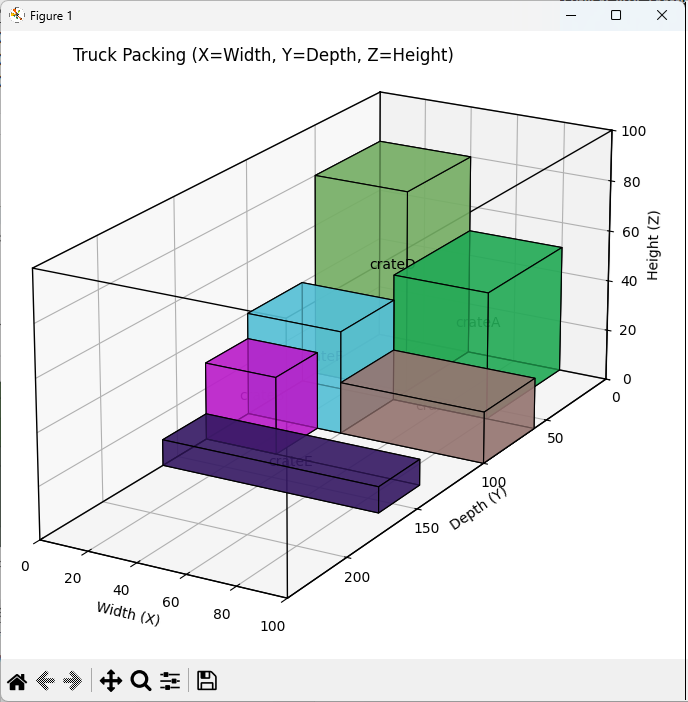 Figure 1
Truck Packing (X=Width, Y=Depth, Z=Height)
100
80
60
40
20
0
Height (Z)
0
50
100
150
200
Depth (Y)
0
20
40
60
80
100
Width (X)
crateD
crateA
crateE